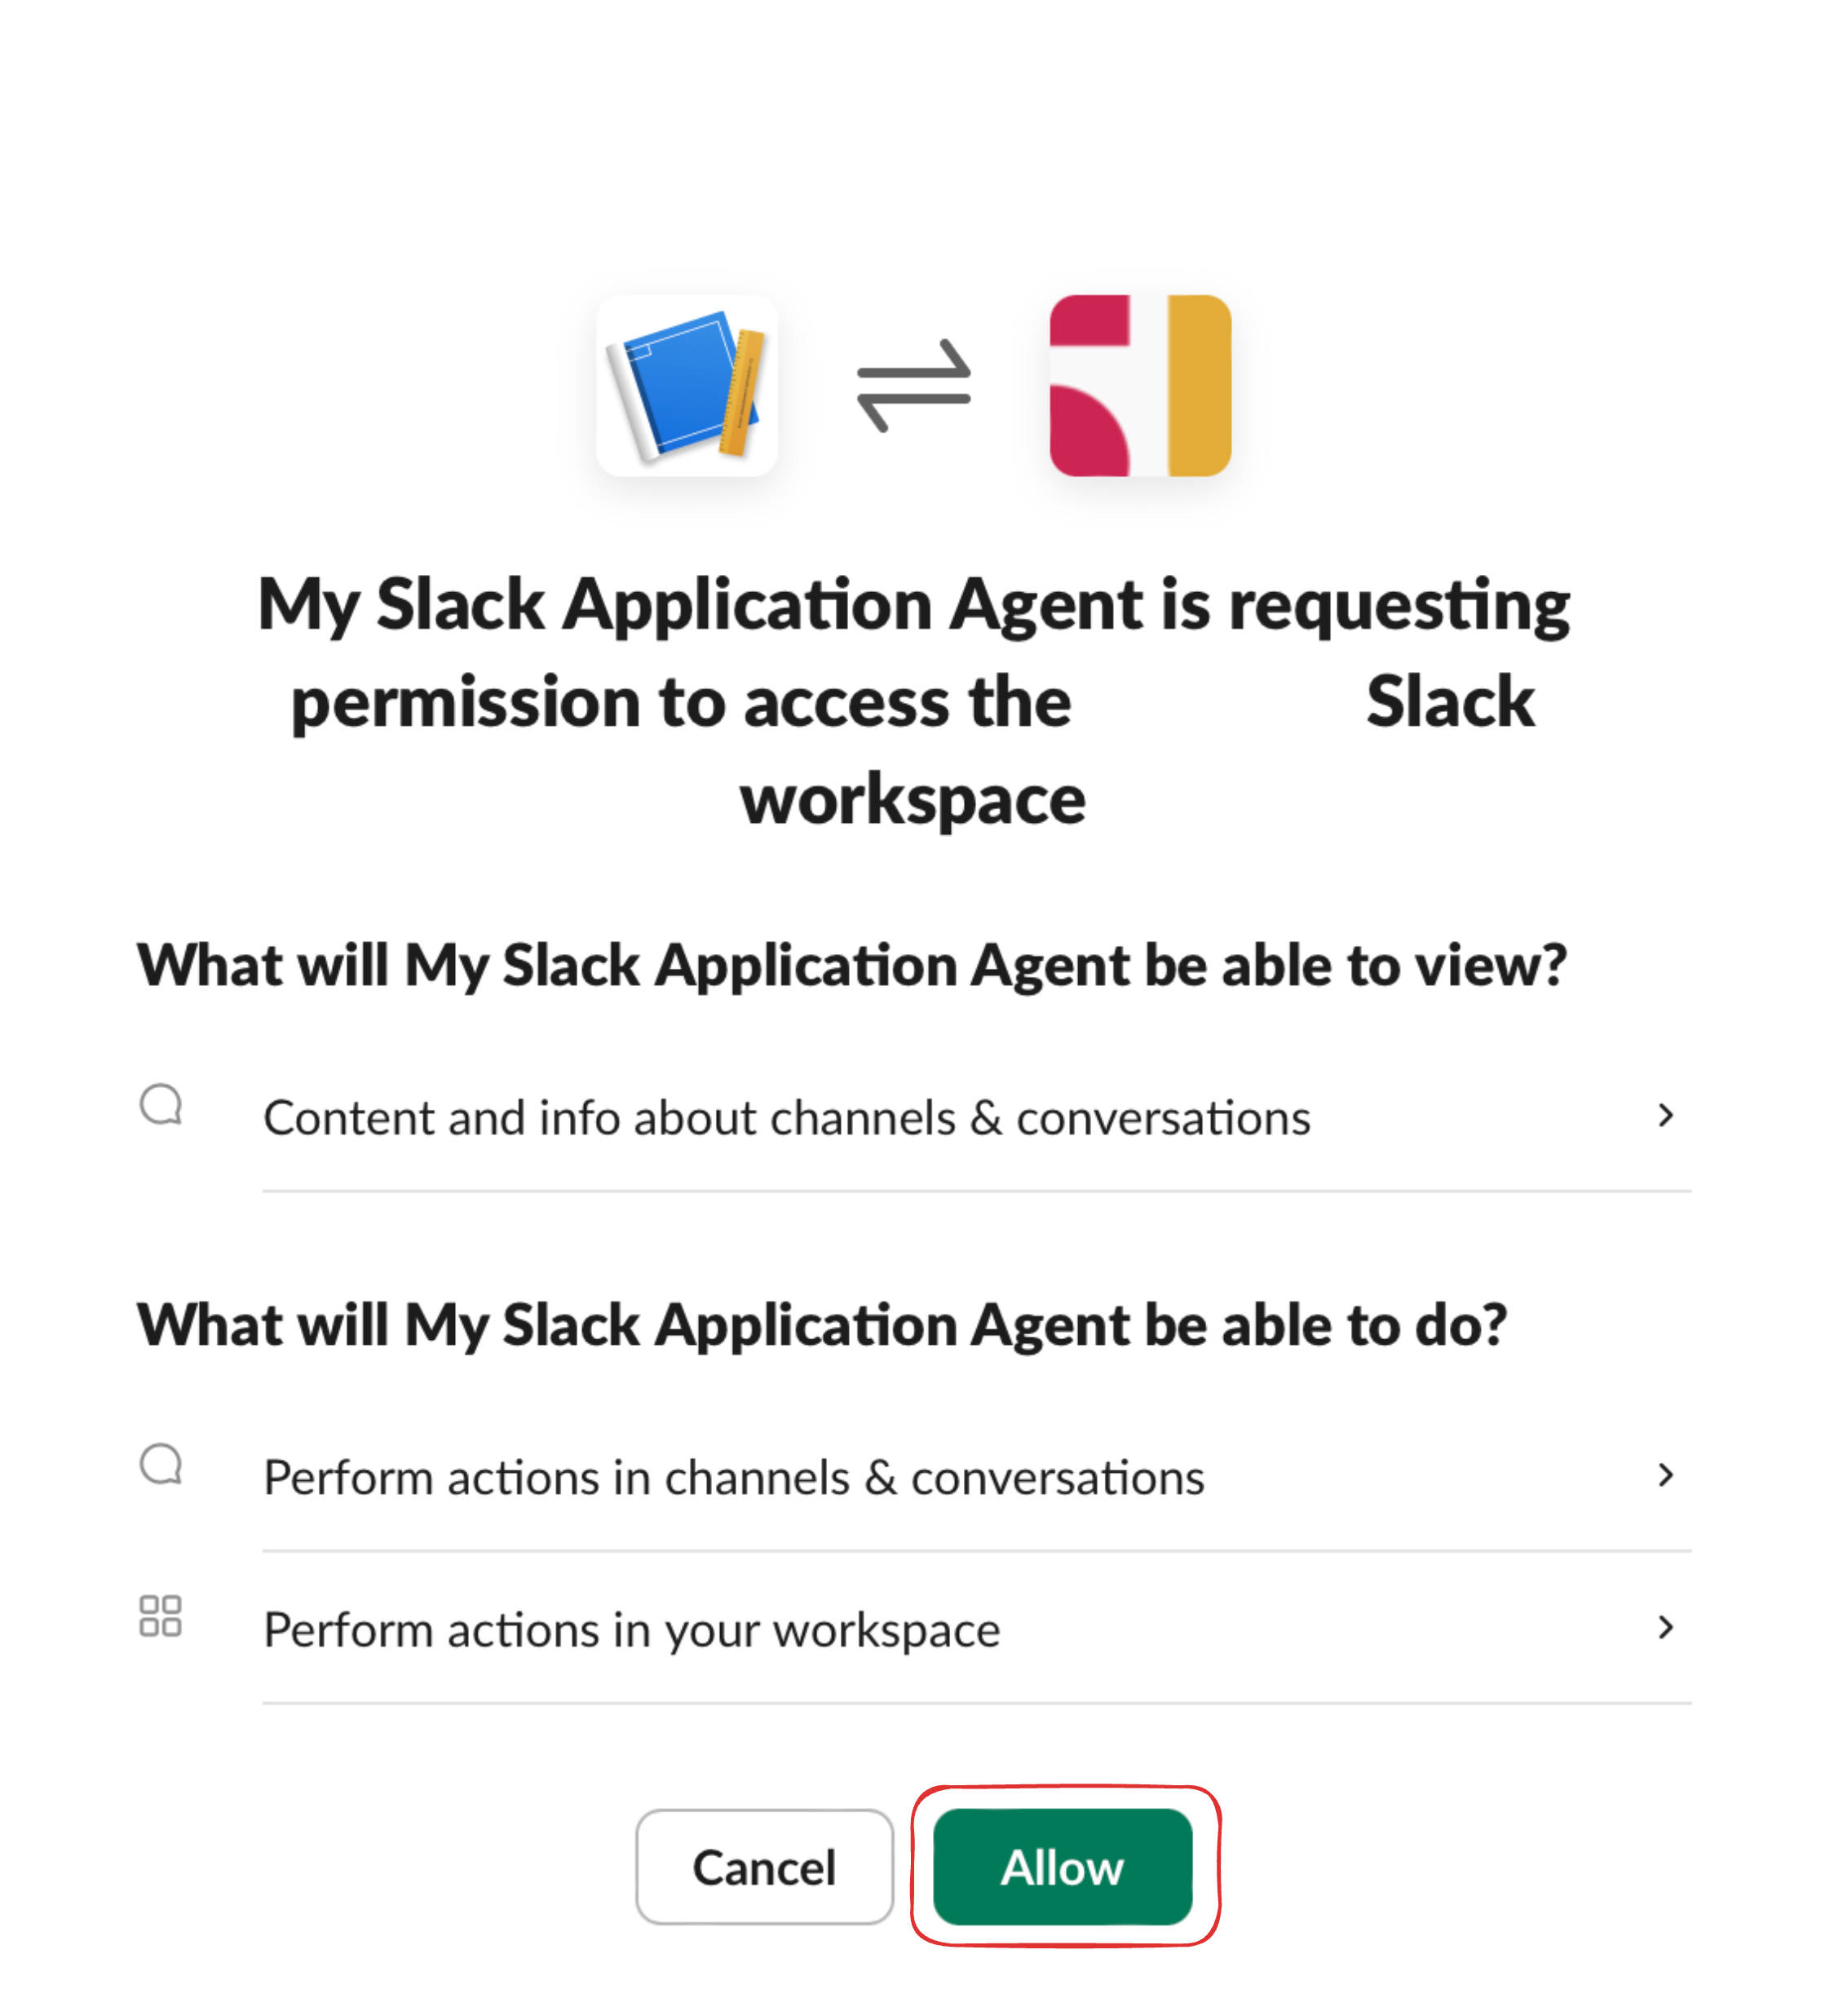 My Slack Application Agent is requesting
permission to access the Slack
workspace
What will My Slack Application Agent be able to view?
Content and info about channels & conversations
What will My Slack Application Agent be able to do?
Perform actions in channels & conversations
Perform actions in your workspace
Cancel Allow